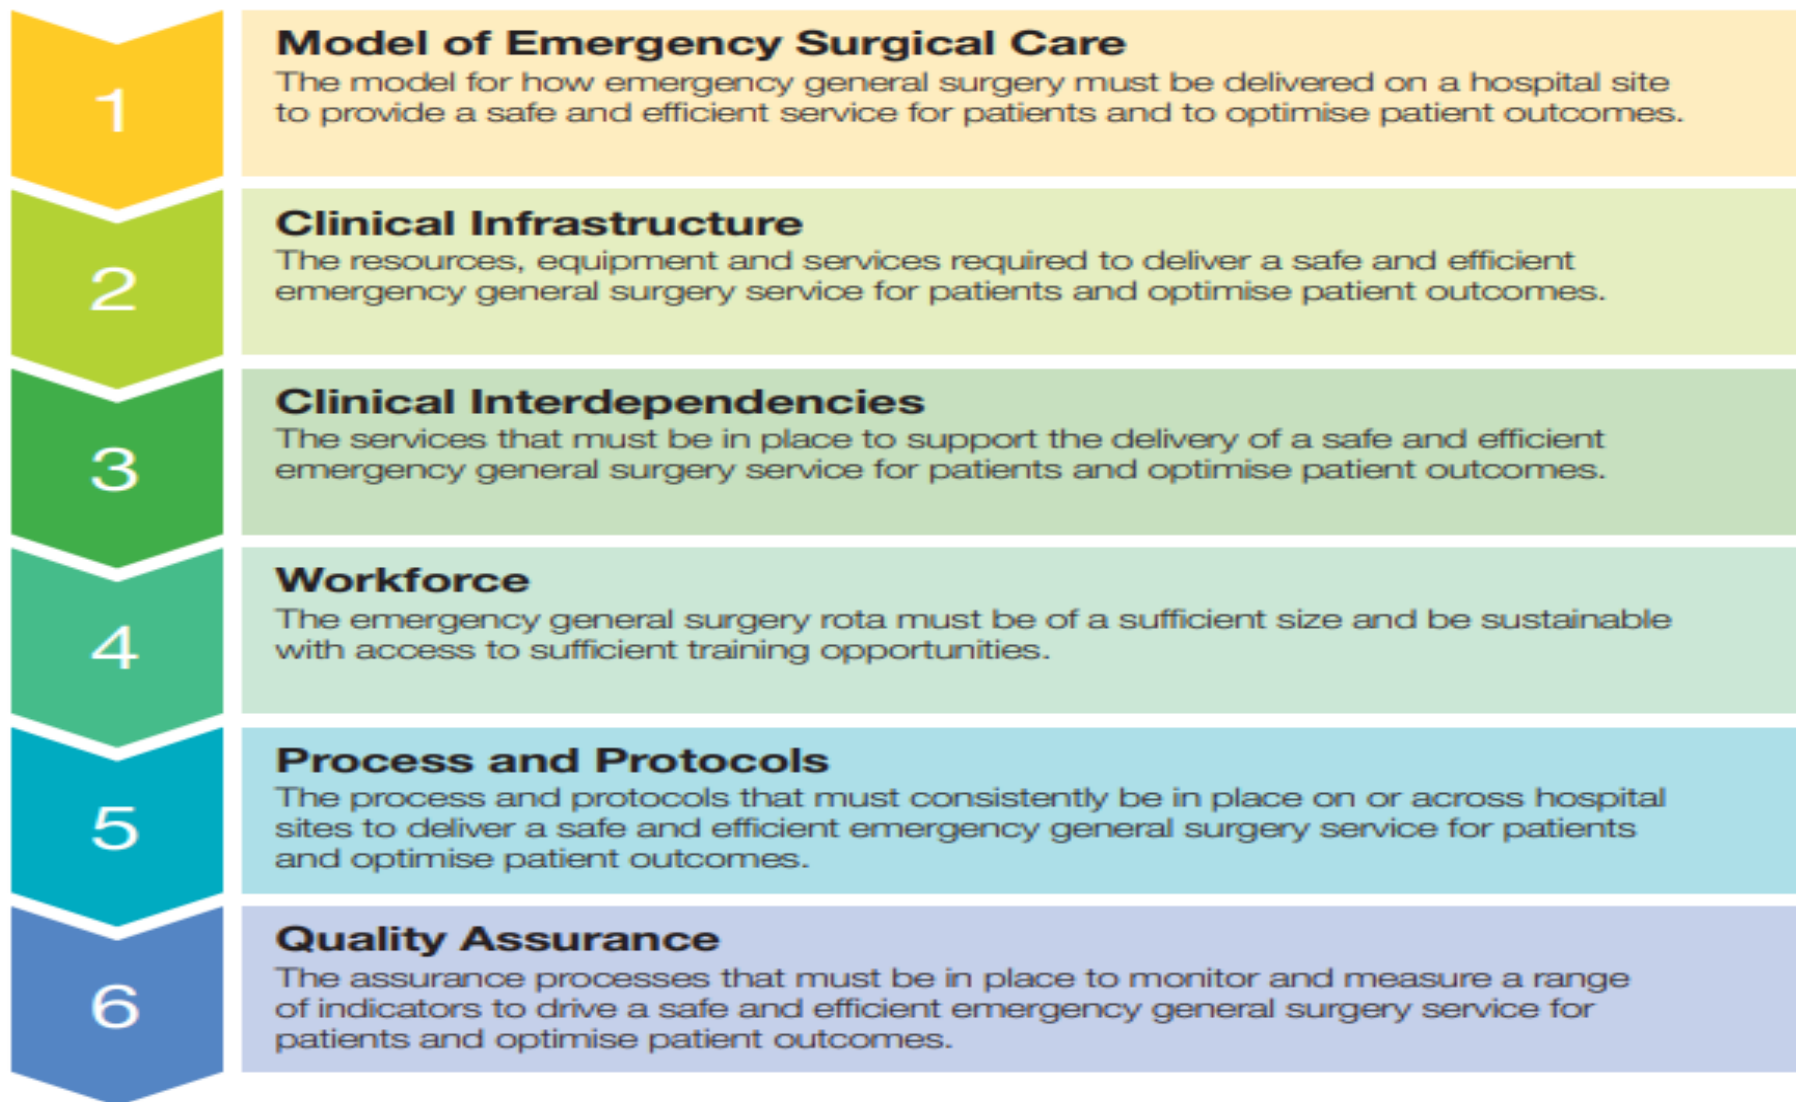 1
Model of Emergency Surgical Care
The model for how emergency general surgery must be delivered on a hospital site
to provide a safe and efficient service for patients and to optimise patient outcomes.
2
Clinical Infrastructure
The resources, equipment and services required to deliver a safe and efficient
emergency general surgery service for patients and optimise patient outcomes.
3
Clinical Interdependencies
The services that must be in place to support the delivery of a safe and efficient
emergency general surgery service for patients and optimise patient outcomes.
4
Workforce
The emergency general surgery rota must be of a sufficient size and be sustainable
with access to sufficient training opportunities.
5
Process and Protocols
The process and protocols that must consistently be in place on or across hospital
sites to deliver a safe and efficient emergency general surgery service for patients
and optimise patient outcomes.
6
Quality Assurance
The assurance processes that must be in place to monitor and measure a range
of indicators to drive a safe and efficient emergency general surgery service for
patients and optimise patient outcomes.